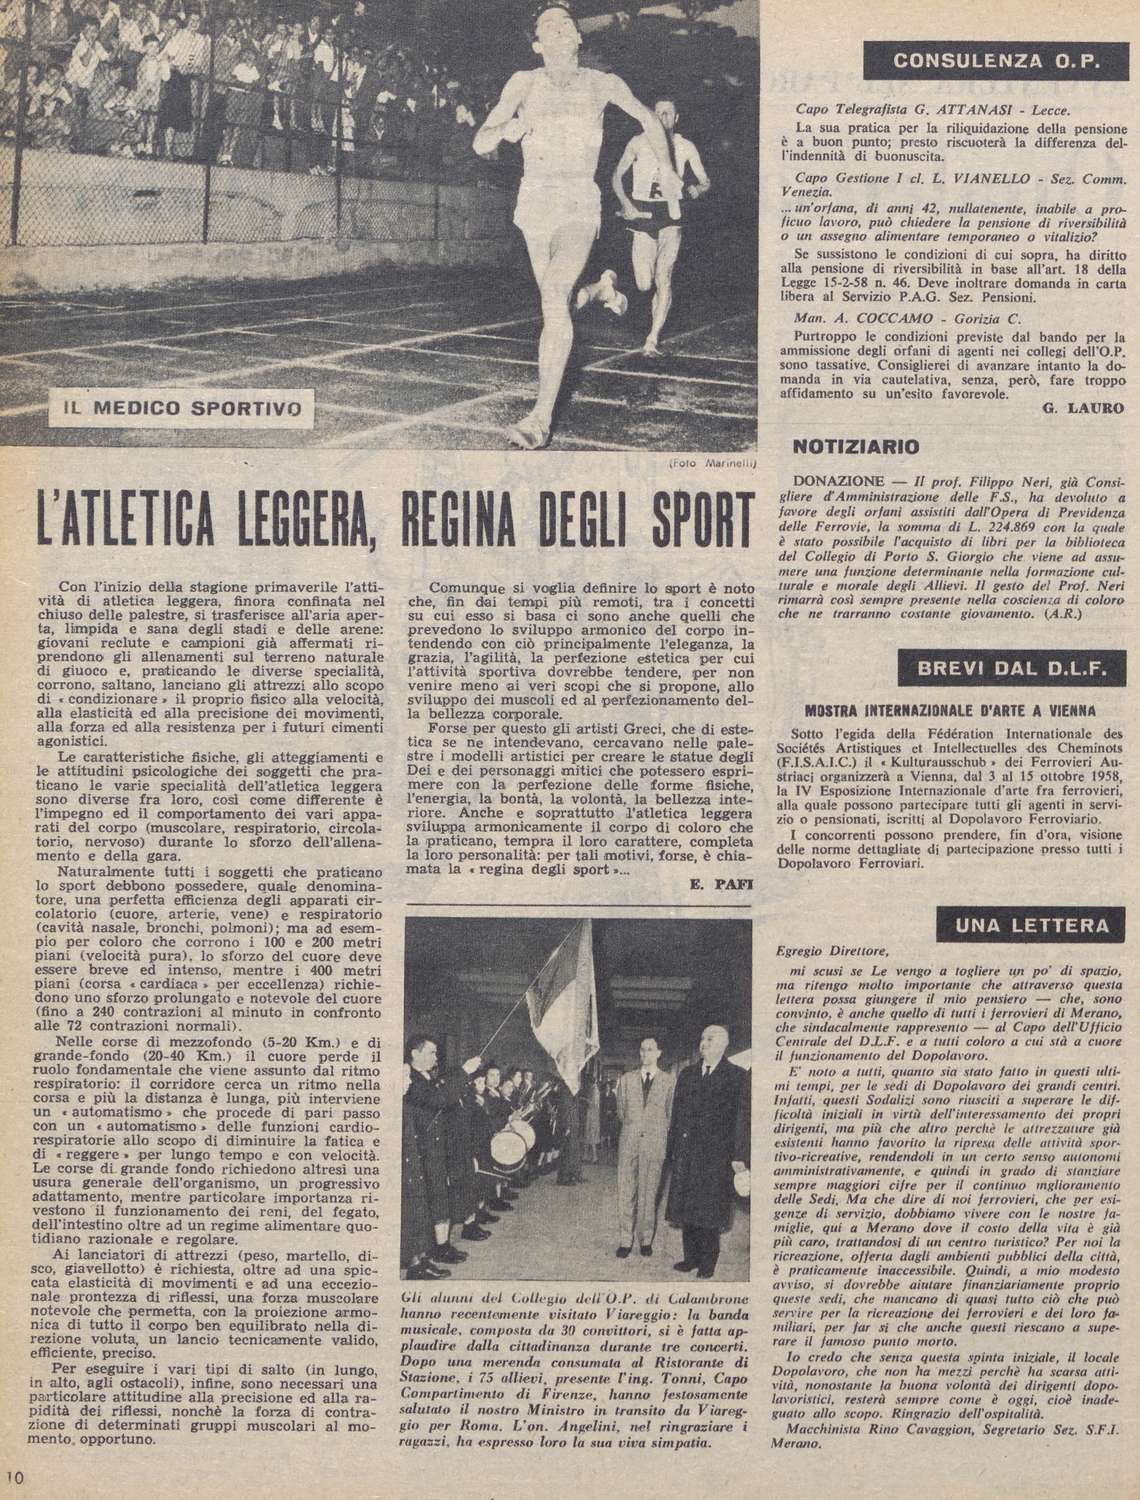 IL MEDICO SPORTIVO
(Foto Marinelli)
L'ATLETICA LEGGERA, REGINA DEGLI SPORT
Con l'inizio della stagione primaverile l'atti-
vità di atletica leggera, finora confinata nel
chiuso delle palestre, si trasferisce all'aria aper-
ta, limpida e sana degli stadi e delle arene:
giovani reclute e campioni già affermati ri-
prendono gli allenamenti sul terreno naturale
di giuoco e, praticando le diverse specialità,
corrono, saltano, lanciano gli attrezzi allo scopo
di « condizionare » il proprio fisico alla velocità,
alla elasticità ed alla precisione dei movimenti,
alla forza ed alla resistenza per i futuri cimenti
agonistici.
Le caratteristiche fisiche, gli atteggiamenti e
le attitudini psicologiche dei soggetti che pra-
ticano le varie specialità dell'atletica leggera
sono diverse fra loro, così come differente è
l'impegno ed il comportamento dei vari appa-
rati del corpo (muscolare, respiratorio, circola-
torio, nervoso) durante lo sforzo dell'allena-
mento e della gara.
Naturalmente tutti i soggetti che praticano
lo sport debbono possedere, quale denomina-
tore, una perfetta efficienza degli apparati cir-
colatorio (cuore, arterie, vene) e respiratorio
(cavità nasale, bronchi, polmoni); ma ad esem-
pio per coloro che corrono i 100 e 200 metri
piani (velocità pura), lo sforzo del cuore deve
essere breve ed intenso, mentre i 400 metri
piani (corsa « cardiaca » per eccellenza) richie-
dono uno sforzo prolungato e notevole del cuore
(fino a 240 contrazioni al minuto in confronto
alle 72 contrazioni normali).
Nelle corse di mezzofondo (5-20 Km.) e di
grande-fondo (20-40 Km.) il cuore perde il
ruolo fondamentale che viene assunto dal ritmo
respiratorio: il corridore cerca un ritmo nella
corsa e più la distanza è lunga, più interviene
un « automatismo » che procede di pari passo
con un « automatismo » delle funzioni cardio-
respiratorie allo scopo di diminuire la fatica e
di « reggere » per lungo tempo e con velocità.
Le corse di grande fondo richiedono altresì una
usura generale dell'organismo, un progressivo
adattamento, mentre particolare importanza ri-
vestono il funzionamento dei reni, del fegato,
dell'intestino oltre ad un regime alimentare quo-
tidiano razionale e regolare.
Ai lanciatori di attrezzi (peso, martello, di-
sco, giavellotto) è richiesta, oltre ad una spic-
cata elasticità di movimenti e ad una eccezio-
nale prontezza di riflessi, una forza muscolare
notevole che permetta, con la proiezione armo-
nica di tutto il corpo ben equilibrato nella di-
rezione voluta, un lancio tecnicamente valido,
efficiente, preciso.
Per eseguire i vari tipi di salto (in lungo,
in alto, agli ostacoli), infine, sono necessari una
particolare attitudine alla precisione ed alla ra-
pidità dei riflessi, nonchè la forza di contra-
zione di determinati gruppi muscolari al mo-
mento opportuno.
Comunque si voglia definire lo sport è noto
che, fin dai tempi più remoti, tra i concetti
su cui esso si basa ci sono anche quelli che
prevedono lo sviluppo armonico del corpo in-
tendendo con ciò principalmente l'eleganza, la
grazia, l'agilità, la perfezione estetica per cui
l'attività sportiva dovrebbe tendere, per non
venire meno ai veri scopi che si propone, allo
sviluppo dei muscoli ed al perfezionamento del-
la bellezza corporale.
Forse per questo gli artisti Greci, che di este-
tica se ne intendevano, cercavano nelle pale-
stre i modelli artistici per creare le statue degli
Dei e dei personaggi mitici che potessero espri-
mere con la perfezione delle forme fisiche,
l'energia, la bontà, la volontà, la bellezza inte-
riore. Anche e soprattutto l'atletica leggera
sviluppa armonicamente il corpo di coloro che
la praticano, tempra il loro carattere, completa
la loro personalità: per tali motivi, forse, è chia-
mata la « regina degli sport »...
E. PAFI
Gli alunni del Collegio dell'O.P. di Calambrone
hanno recentemente visitato Viareggio: la banda
musicale, composta da 30 convittori, si è fatta ap-
plaudire dalla cittadinanza durante tre concerti.
Dopo una merenda consumata al Ristorante di
Stazione, i 75 allievi, presente l'ing. Tonni, Capo
Compartimento di Firenze, hanno festosamente
salutato il nostro Ministro in transito da Viareg-
gio per Roma. L'on. Angelini, nel ringraziare i
ragazzi, ha espresso loro la sua viva simpatia.
CONSULENZA O.P.
Capo Telegrafista G. ATTANASI - Lecce.
La sua pratica per la riliquidazione della pensione
è a buon punto; presto riscuoterà la differenza del-
l'indennità di buonuscita.
Capo Gestione I cl. L. VIANELLO - Sez. Comm.
Venezia.
... un'orfana, di anni 42, nullatenente, inabile a pro-
ficuo lavoro, può chiedere la pensione di riversibilità
o un assegno alimentare temporaneo o vitalizio?
Se sussistono le condizioni di cui sopra, ha diritto
alla pensione di riversibilità in base all'art. 18 della
Legge 15-2-58 n. 46. Deve inoltrare domanda in carta
libera al Servizio P.A.G. Sez. Pensioni.
Man. A. COCCAMO - Gorizia C.
Purtroppo le condizioni previste dal bando per la
ammissione degli orfani di agenti nei collegi dell'O.P.
sono tassative. Consiglierei di avanzare intanto la do-
manda in via cautelativa, senza, però, fare troppo
affidamento su un'esito favorevole.
G. LAURO
NOTIZIARIO
DONAZIONE — Il prof. Filippo Neri, già Consi-
gliere d'Amministrazione delle F.S., ha devoluto a
favore degli orfani assistiti dall'Opera di Previdenza
delle Ferrovie, la somma di L. 224.869 con la quale
è stato possibile l'acquisto di libri per la biblioteca
del Collegio di Porto S. Giorgio che viene ad assu-
mere una funzione determinante nella formazione cul-
turale e morale degli Allievi. Il gesto del Prof. Neri
rimarrà così sempre presente nella coscienza di coloro
che ne trarranno costante giovamento. (A.R.)
BREVI DAL D.L.F.
MOSTRA INTERNAZIONALE D'ARTE A VIENNA
Sotto l'egida della Fédération Internationale des
Sociétés Artistiques et Intellectuelles des Cheminots
(F.I.S.A.I.C.) il « Kulturausschub » dei Ferrovieri Au-
striaci organizzerà a Vienna, dal 3 al 15 ottobre 1958,
la IV Esposizione Internazionale d'arte fra ferrovieri,
alla quale possono partecipare tutti gli agenti in servi-
zio o pensionati, iscritti al Dopolavoro Ferroviario.
I concorrenti possono prendere, fin d'ora, visione
delle norme dettagliate di partecipazione presso tutti i
Dopolavoro Ferroviari.
UNA LETTERA
Egregio Direttore,
mi scusi se Le vengo a togliere un po' di spazio,
ma ritengo molto importante che attraverso questa
lettera possa giungere il mio pensiero — che, sono
convinto, è anche quello di tutti i ferrovieri di Merano,
che sindacalmente rappresento — al Capo dell'Ufficio
Centrale del D.L.F. e a tutti coloro a cui stà a cuore
il funzionamento del Dopolavoro.
E' noto a tutti, quanto sia stato fatto in questi ulti-
mi tempi, per le sedi di Dopolavoro dei grandi centri.
Infatti, questi Sodalizi sono riusciti a superare le dif-
ficoltà iniziali in virtù dell'interessamento dei propri
dirigenti, ma più che altro perchè le attrezzature già
esistenti hanno favorito la ripresa delle attività spor-
tivo-ricreative, rendendoli in un certo senso autonomi
amministrativamente, e quindi in grado di stanziare
sempre maggiori cifre per il continuo miglioramento
delle Sedi. Ma che dire di noi ferrovieri, che per esi-
genze di servizio, dobbiamo vivere con le nostre fa-
miglie, qui a Merano dove il costo della vita è già
più caro, trattandosi di un centro turistico? Per noi la
ricreazione, offerta dagli ambienti pubblici della città,
è praticamente inaccessibile. Quindi, a mio modesto
avviso, si dovrebbe aiutare finanziariamente proprio
queste sedi, che mancano di quasi tutto ciò che può
servire per la ricreazione dei ferrovieri e dei loro fa-
miliari, per far sì che anche questi riescano a supe-
rare il famoso punto morto.
Io credo che senza questa spinta iniziale, il locale
Dopolavoro, che non ha mezzi perchè ha scarsa atti-
vità, nonostante la buona volontà dei dirigenti dopo-
lavoristici, resterà sempre come è oggi, cioè inade-
guato allo scopo. Ringrazio dell'ospitalità.
Macchinista Rino Cavaggion, Segretario Sez. S.F.I.
Merano.
10